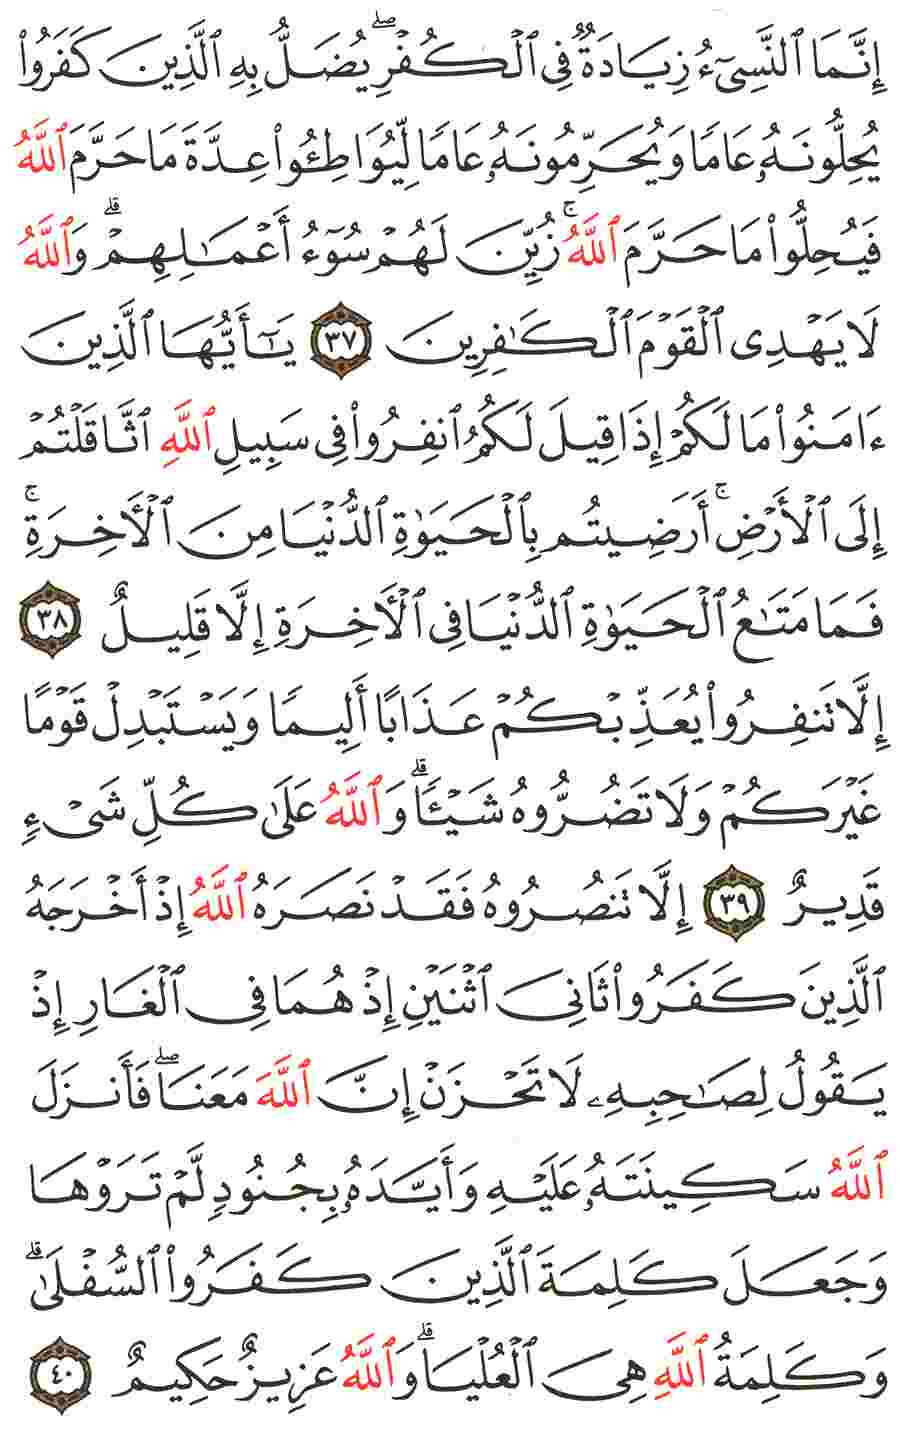 إِنَّمَا ٱلنَّسِىٓءُ زِيَادَةٌ فِى ٱلْكُفْرِ ۖ يُضَلُّ بِهِ ٱلَّذِينَ كَفَرُوا۟
يُحِلُّونَهُۥ عَامًا وَيُحَرِّمُونَهُۥ عَامًا لِّيُوَاطِـُٔوا۟ عِدَّةَ مَا حَرَّمَ ٱللَّهُ
فَيُحِلُّوا۟ مَا حَرَّمَ ٱللَّهُ ۚ زُيِّنَ لَهُمْ سُوٓءُ أَعْمَـٰلِهِمْ ۗ وَٱللَّهُ
لَا يَهْدِى ٱلْقَوْمَ ٱلْكَـٰفِرِينَ ٣٧ يَـٰٓأَيُّهَا ٱلَّذِينَ
ءَامَنُوا۟ مَا لَكُمْ إِذَا قِيلَ لَكُمُ ٱنفِرُوا۟ فِى سَبِيلِ ٱللَّهِ ٱثَّاقَلْتُمْ
إِلَى ٱلْأَرْضِ ۚ أَرَضِيتُم بِٱلْحَيَوٰةِ ٱلدُّنْيَا مِنَ ٱلْـَٔاخِرَةِ ۚ
فَمَا مَتَـٰعُ ٱلْحَيَوٰةِ ٱلدُّنْيَا فِى ٱلْـَٔاخِرَةِ إِلَّا قَلِيلٌ ٣٨
إِلَّا تَنفِرُوا۟ يُعَذِّبْكُمْ عَذَابًا أَلِيمًا وَيَسْتَبْدِلْ قَوْمًا
غَيْرَكُمْ وَلَا تَضُرُّوهُ شَيْـًٔا ۗ وَٱللَّهُ عَلَىٰ كُلِّ شَىْءٍ
قَدِيرٌ ٣٩ إِلَّا تَنصُرُوهُ فَقَدْ نَصَرَهُ ٱللَّهُ إِذْ أَخْرَجَهُ
ٱلَّذِينَ كَفَرُوا۟ ثَانِىَ ٱثْنَيْنِ إِذْ هُمَا فِى ٱلْغَارِ إِذْ
يَقُولُ لِصَـٰحِبِهِۦ لَا تَحْزَنْ إِنَّ ٱللَّهَ مَعَنَا ۖ فَأَنزَلَ
ٱللَّهُ سَكِينَتَهُۥ عَلَيْهِ وَأَيَّدَهُۥ بِجُنُودٍ لَّمْ تَرَوْهَا
وَجَعَلَ كَلِمَةَ ٱلَّذِينَ كَفَرُوا۟ ٱلسُّفْلَىٰ ۗ
وَكَلِمَةُ ٱللَّهِ هِىَ ٱلْعُلْيَا ۗ وَٱللَّهُ عَزِيزٌ حَكِيمٌ ٤٠